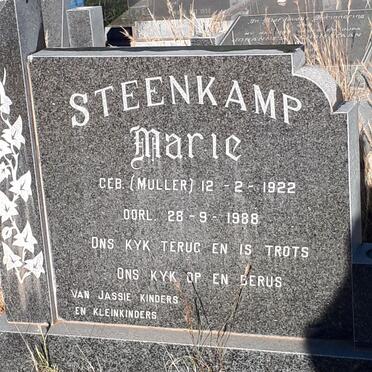 STEENKAMP
Marie
GEB. (MULLER) 12 - 2 - 1922
OORL. 28 - 9 - 1988
ONS KYK TERUG EN IS TROTS
ONS KYK OP EN BERUS
VAN JASSIE KINDERS
EN KLEINKINDERS